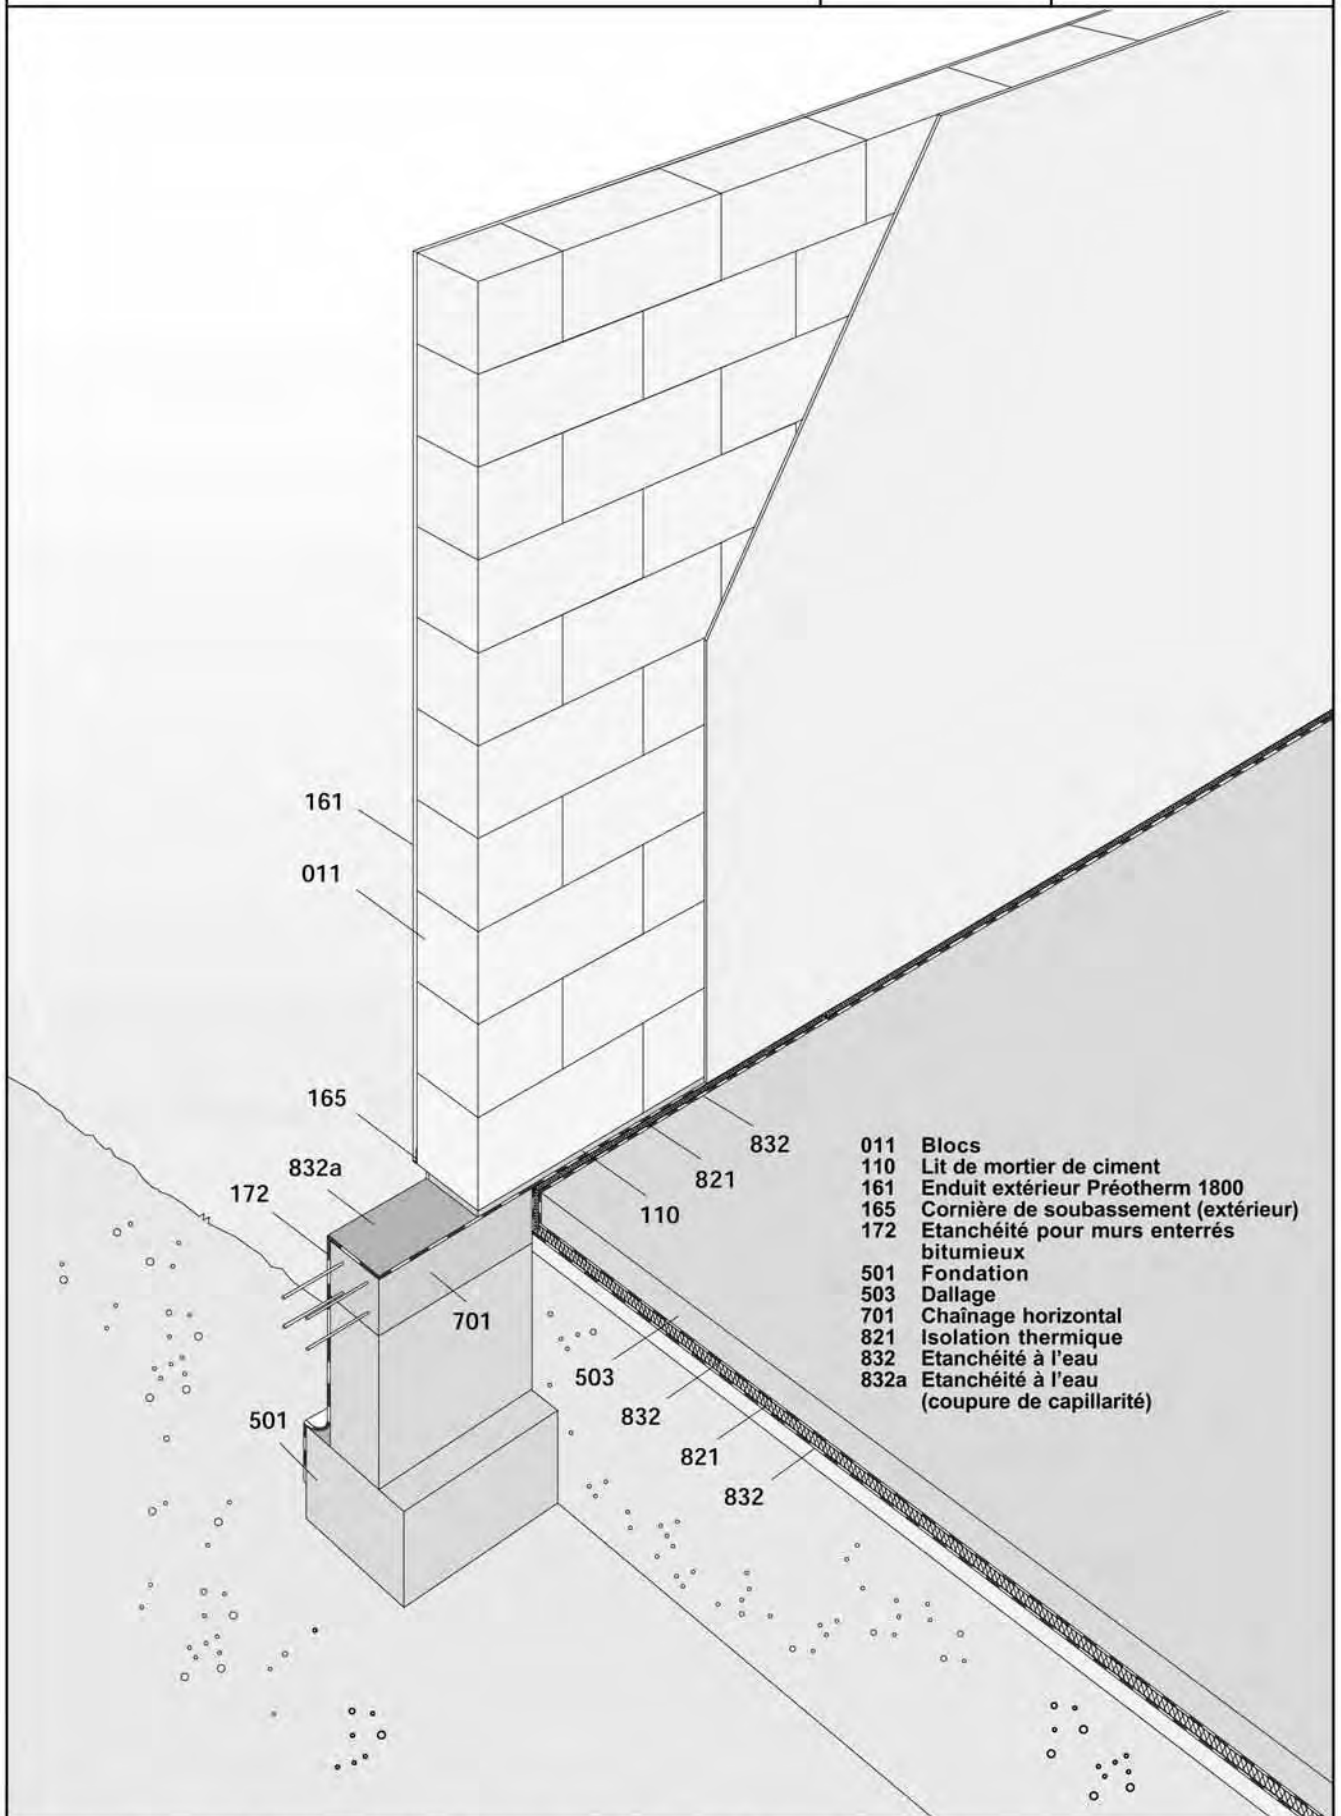 161
011
165
832a
172
832
821
110
701
503
832
821
832
501
011 Blocs
110 Lit de mortier de ciment
161 Enduit extérieur Préotherm 1800
165 Cornière de soubassement (extérieur)
172 Etanchéité pour murs enterrés
bitumieux
501 Fondation
503 Dallage
701 Chaînage horizontal
821 Isolation thermique
832 Etanchéité à l'eau
832a Etanchéité à l'eau
(coupure de capillarité)